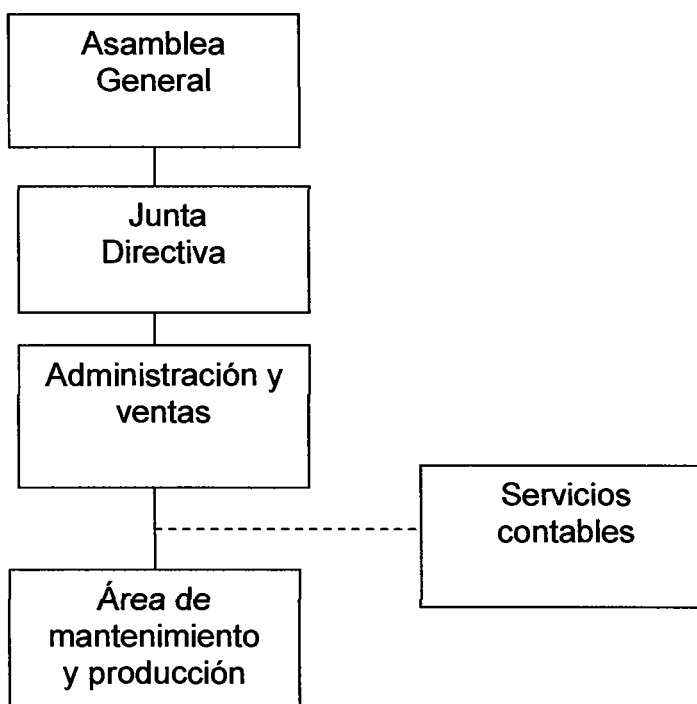 Asamblea
General
Junta
Directiva
Administración y
ventas
Servicios
contables
Área de
mantenimiento
y producción